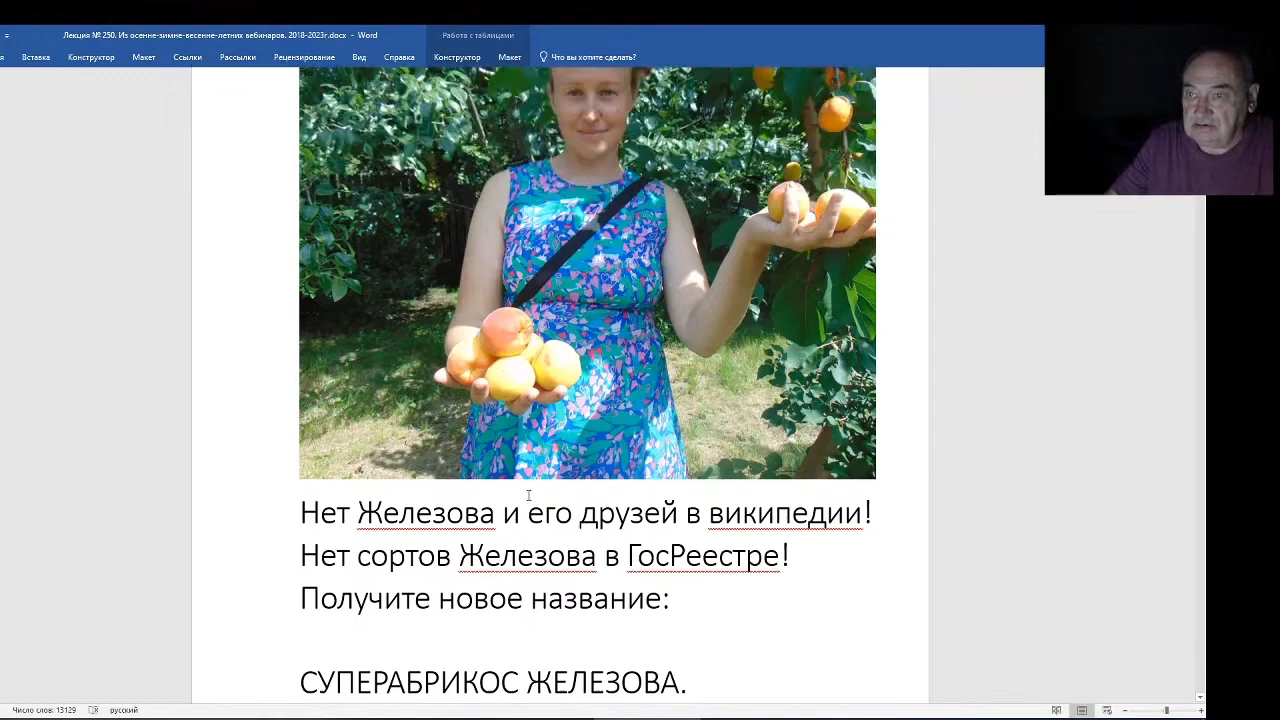 Лекция № 250. Из осенне-зимне-весенне-летних вебинаров. 2018-2023г.docx - Word
Работа с таблицами
я Вставка Конструктор Макет Ссылки Рассылки Рецензирование Вид Справка Конструктор Макет Что вы хотите сделать?
Нет Железова и его друзей в википедии!
Нет сортов Железова в ГосРеестре!
Получите новое название:
СУПЕРАБРИКОС ЖЕЛЕЗОВА.
Число слов: 13129 русский